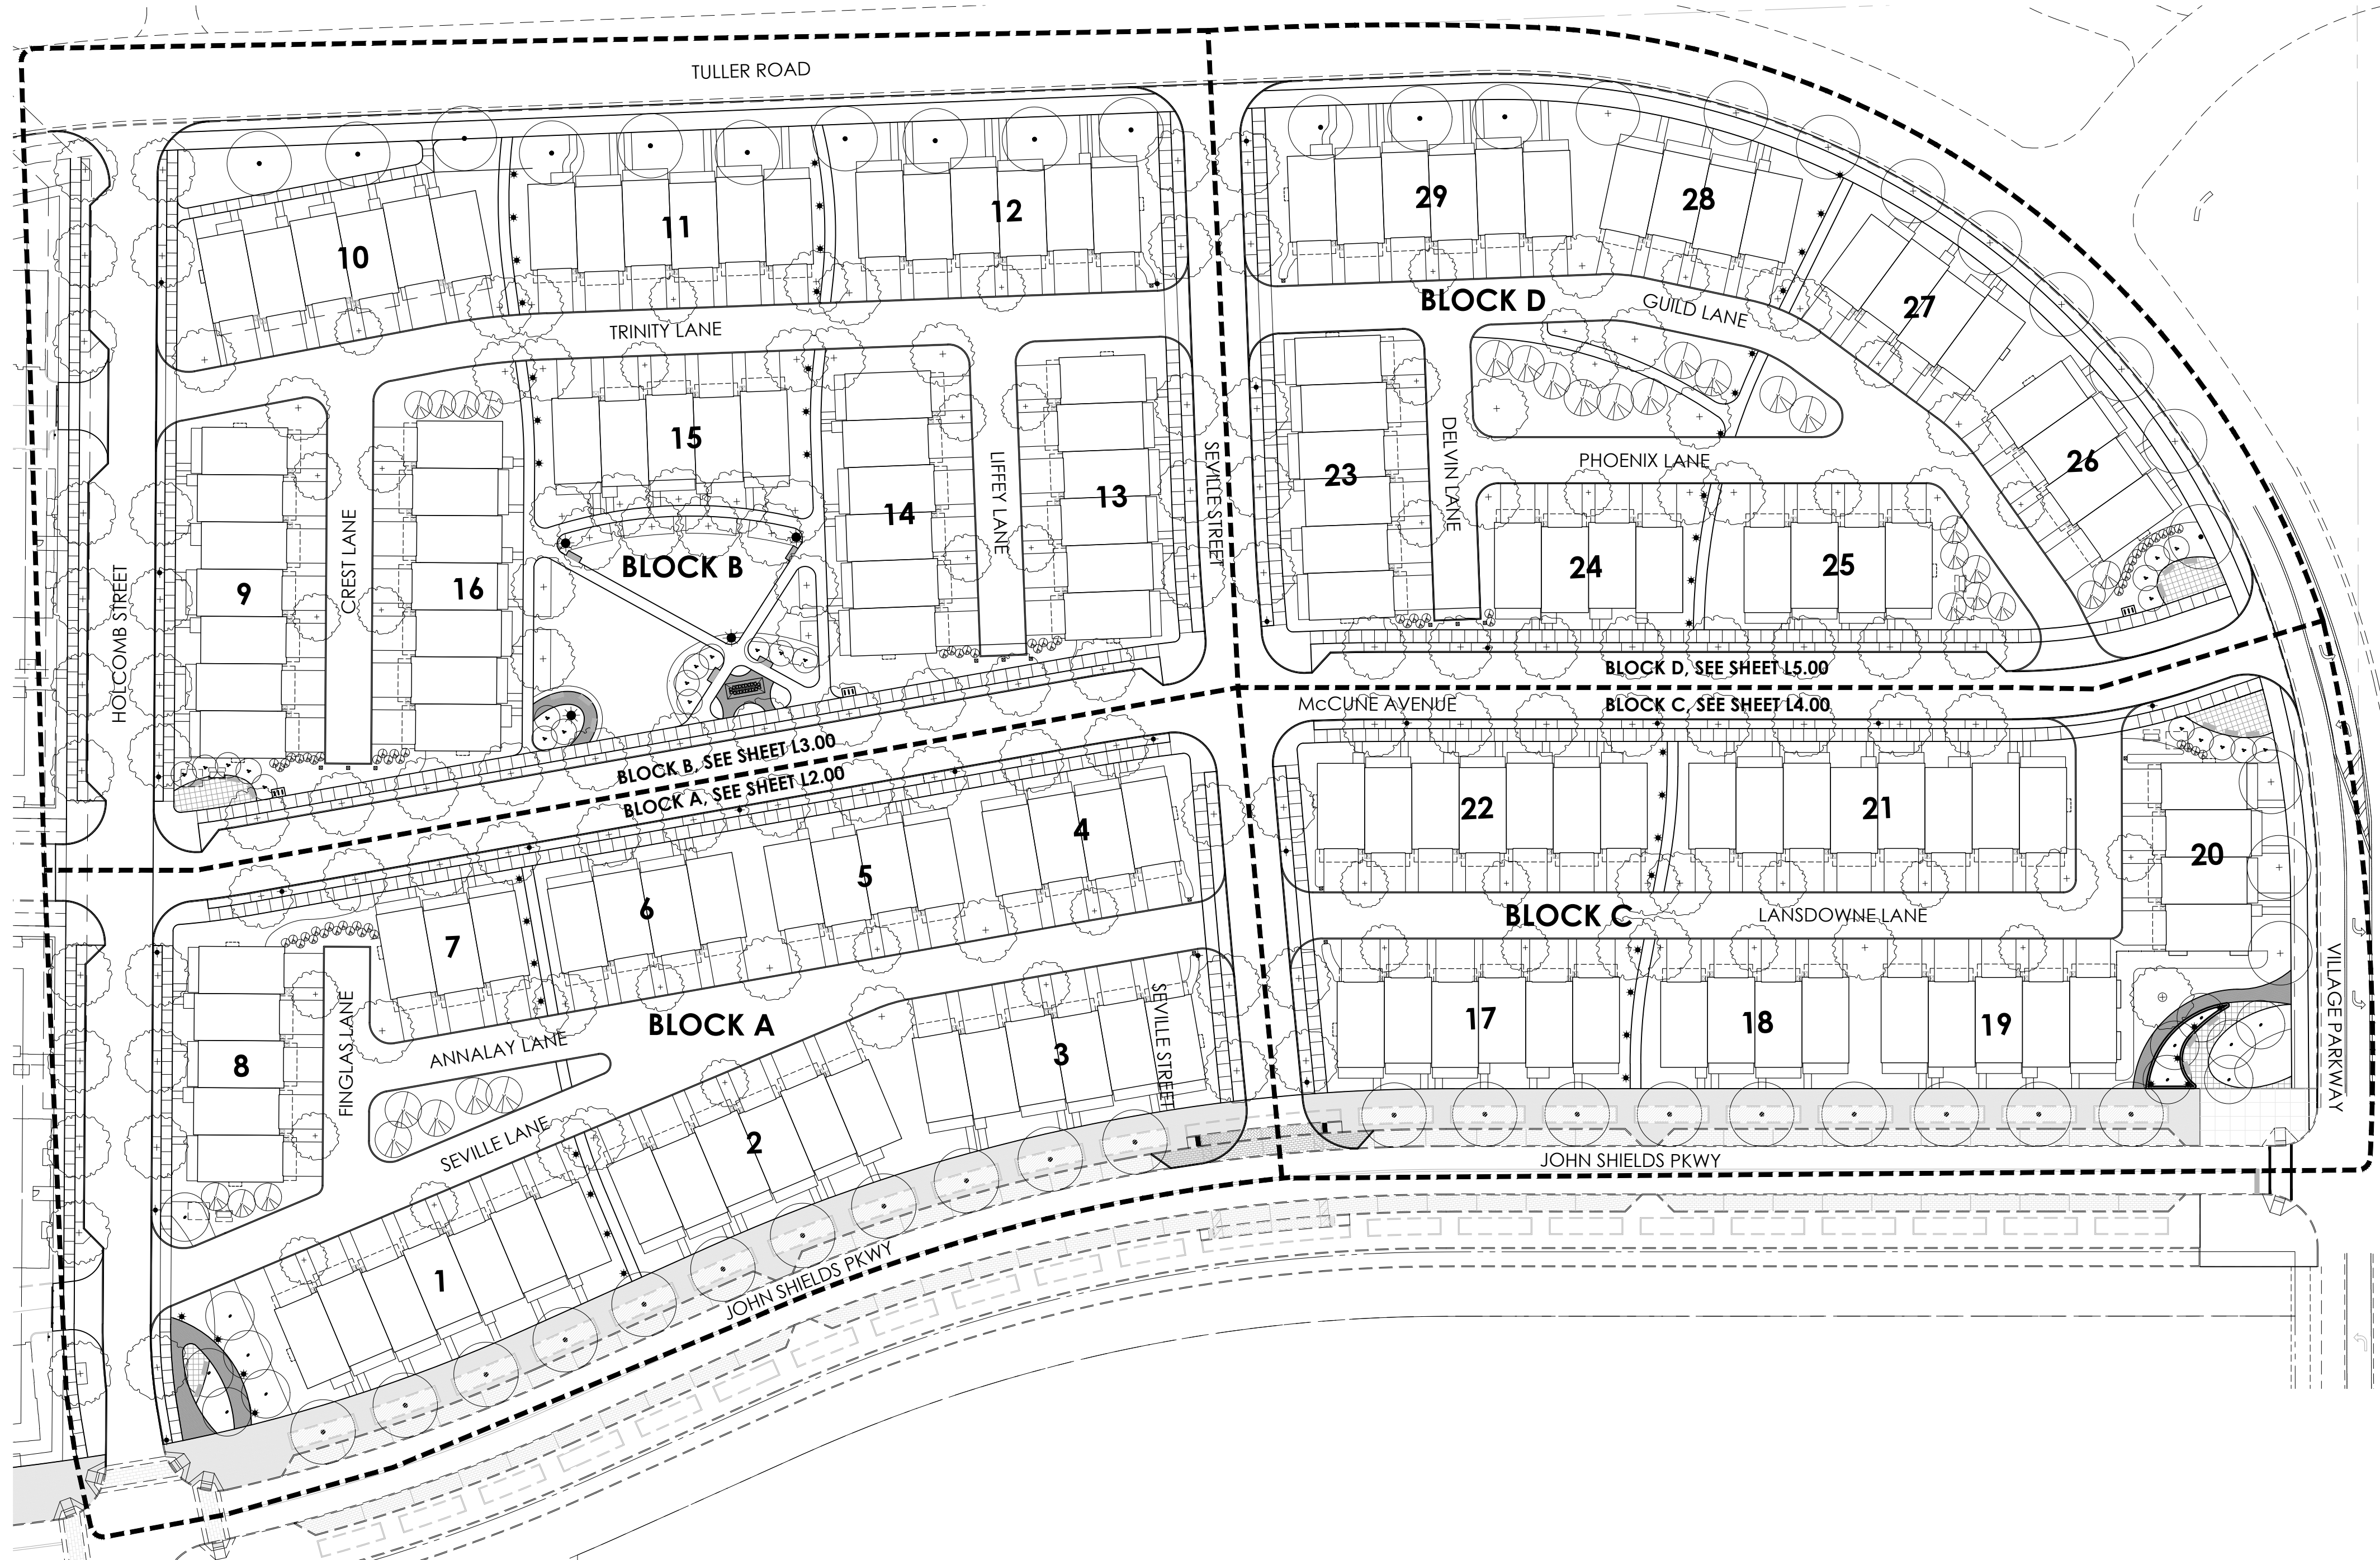 TULLER ROAD
10
11
12
29
28
27
26
BLOCK D
GUILD LANE
TRINITY LANE
15
14
13
LIFFEY LANE
SEVILLE STREET
23
DELVIN LANE
PHOENIX LANE
24
25
HOLCOMB STREET
9
CREST LANE
16
BLOCK B
BLOCK D, SEE SHEET L5.00
McCUNE AVENUE
BLOCK C, SEE SHEET L4.00
BLOCK B, SEE SHEET L3.00
BLOCK A, SEE SHEET L2.00
4
5
6
7
22
21
20
BLOCK C
LANSDOWNE LANE
8
FINGLAS LANE
ANNALAY LANE
BLOCK A
SEVILLE LANE
3
SEVILLE STREET
17
18
19
VILLAGE PARKWAY
2
1
JOHN SHIELDS PKWY
JOHN SHIELDS PKWY